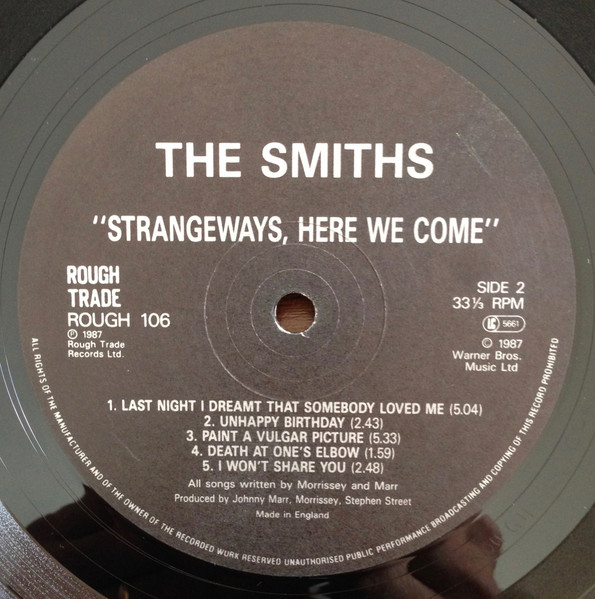 THE SMITHS
"STRANGEWAYS, HERE WE COME"
ROUGH
TRADE
ROUGH 106
Ⓟ 1987
Rough Trade
Records Ltd.
SIDE 2
33⅓ RPM
LC 5661
© 1987
Warner Bros.
Music Ltd
1. LAST NIGHT I DREAMT THAT SOMEBODY LOVED ME (5.04)
2. UNHAPPY BIRTHDAY (2.43)
3. PAINT A VULGAR PICTURE (5.33)
4. DEATH AT ONE'S ELBOW (1.59)
5. I WON'T SHARE YOU (2.48)
All songs written by Morrissey and Marr
Produced by Johnny Marr, Morrissey, Stephen Street
Made in England
ALL RIGHTS OF THE MANUFACTURER AND OF THE OWNER OF THE RECORDED WORK RESERVED UNAUTHORISED PUBLIC PERFORMANCE BROADCASTING AND COPYING OF THIS RECORD PROHIBITED